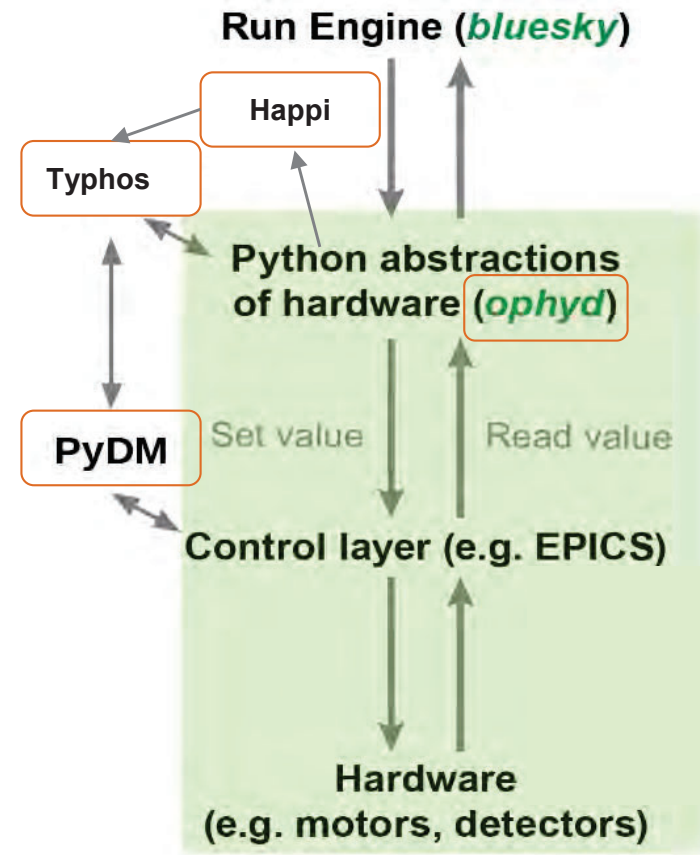 Run Engine (bluesky)
Happi
Typhos
Python abstractions
of hardware (ophyd)
Set value
Read value
PyDM
Control layer (e.g. EPICS)
Hardware
(e.g. motors, detectors)